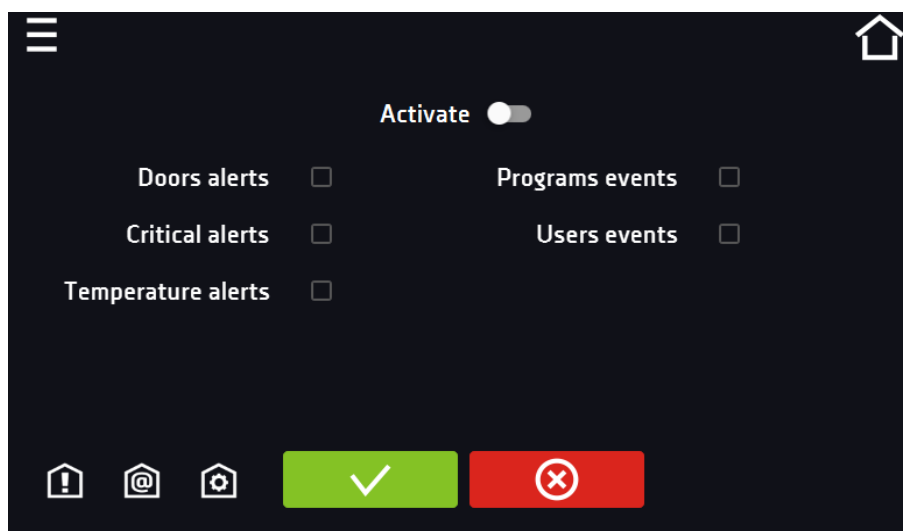 Activate
Doors alerts
Programs events
Critical alerts
Users events
Temperature alerts